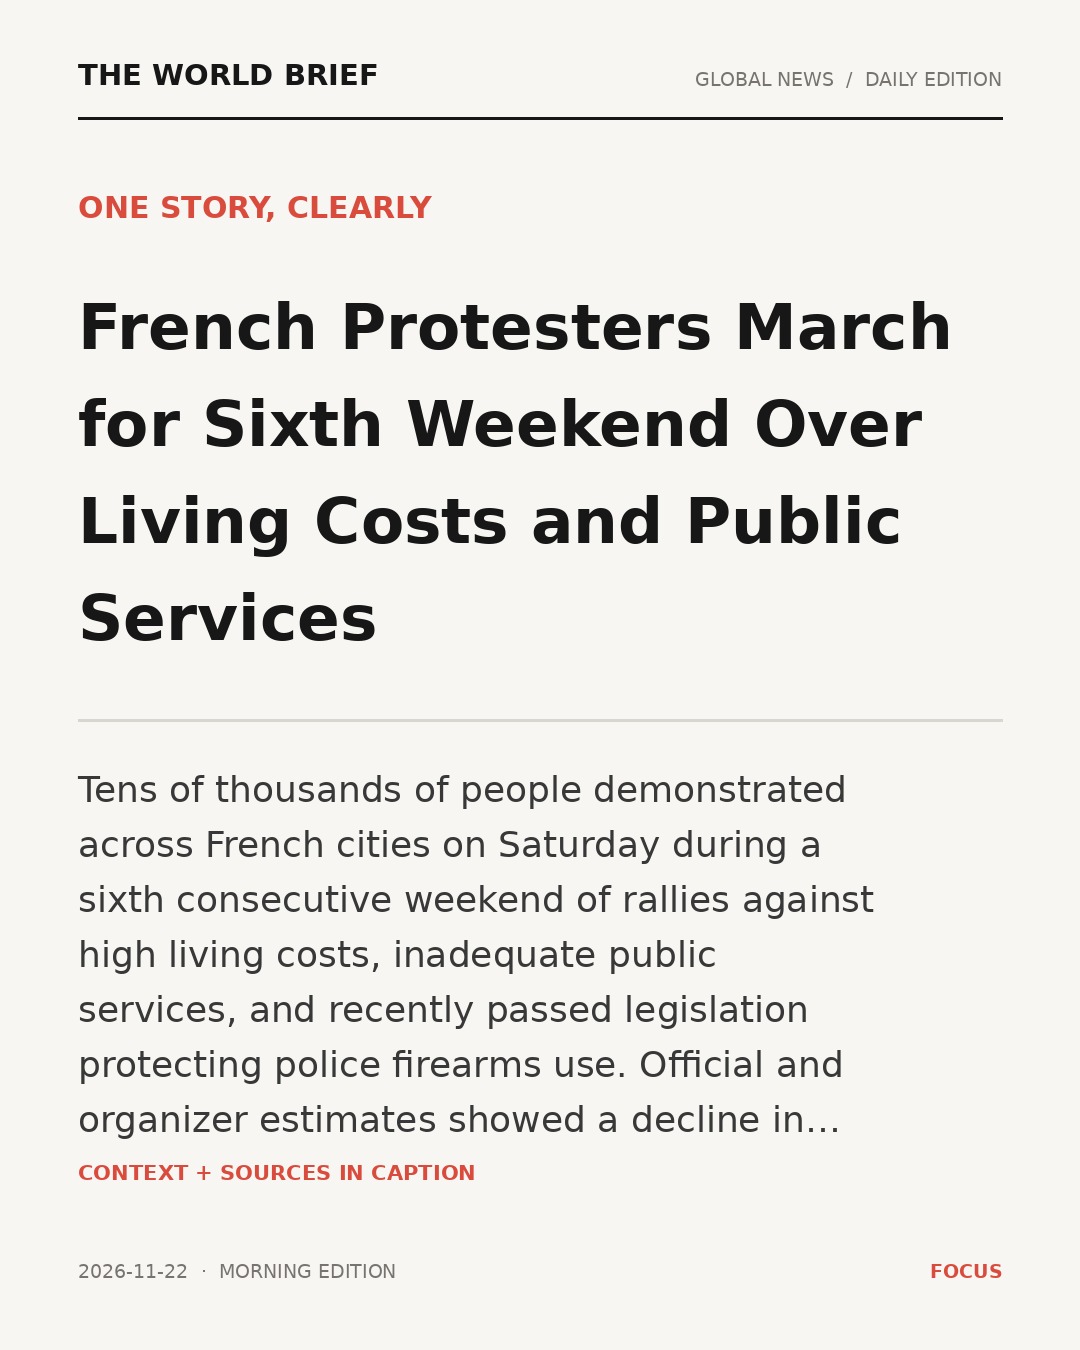 THE WORLD BRIEF
GLOBAL NEWS / DAILY EDITION
ONE STORY, CLEARLY
French Protesters March
for Sixth Weekend Over
Living Costs and Public
Services
Tens of thousands of people demonstrated
across French cities on Saturday during a
sixth consecutive weekend of rallies against
high living costs, inadequate public
services, and recently passed legislation
protecting police firearms use. Official and
organizer estimates showed a decline in...
CONTEXT + SOURCES IN CAPTION
2026-11-22 · MORNING EDITION
FOCUS